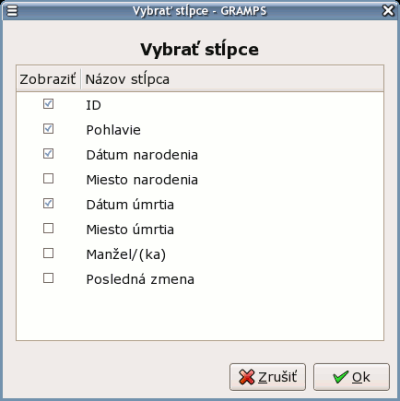 Vybrať stĺpce - GRAMPS
Vybrať stĺpce
Zobraziť Názov stĺpca
ID
Pohlavie
Dátum narodenia
Miesto narodenia
Dátum úmrtia
Miesto úmrtia
Manžel/(ka)
Posledná zmena
Zrušiť Ok